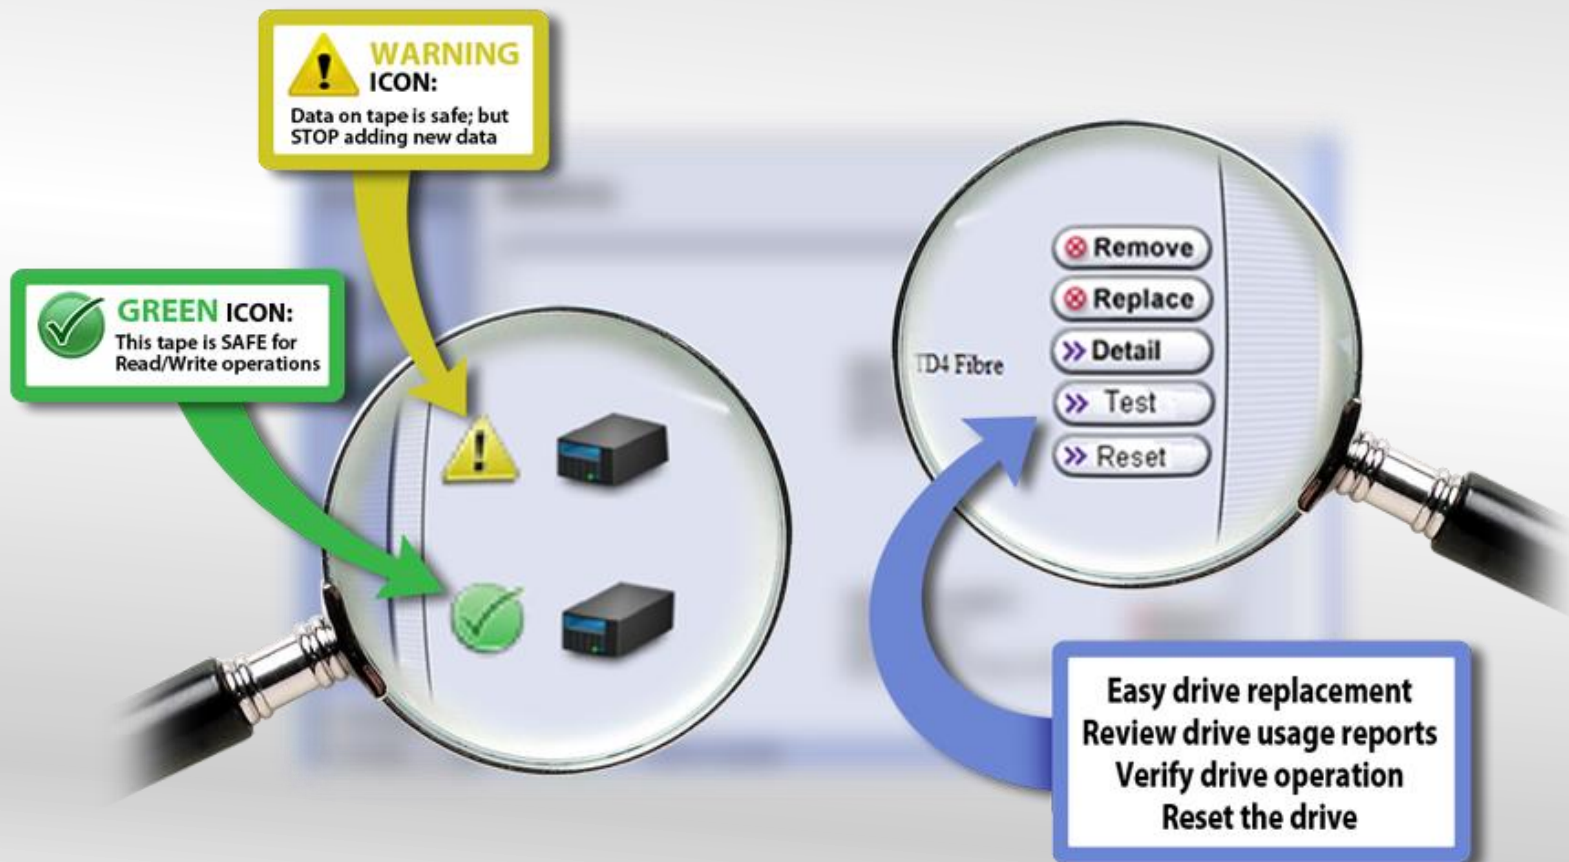 WARNING
ICON:
Data on tape is safe; but
STOP adding new data
GREEN ICON:
This tape is SAFE for
Read/Write operations
Remove
Replace
TD4 Fibre
Detail
Test
Reset
Easy drive replacement
Review drive usage reports
Verify drive operation
Reset the drive